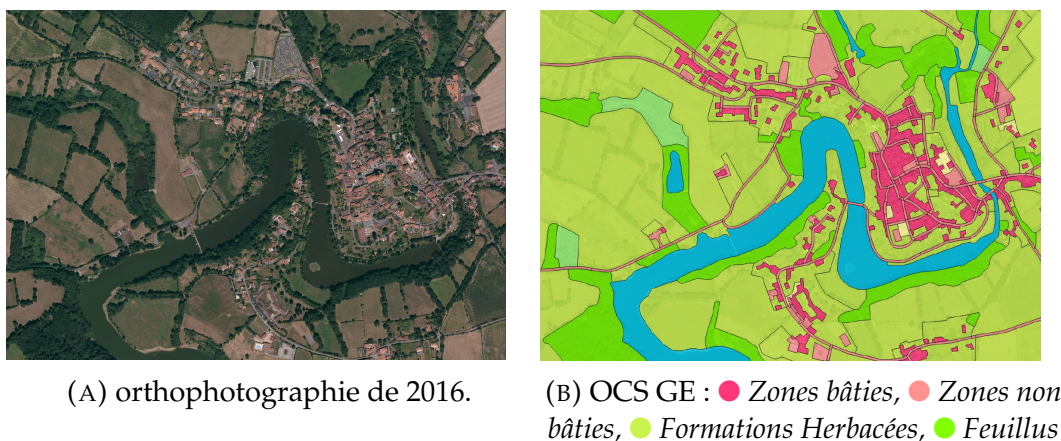 (A) orthophotographie de 2016.
(B) OCS GE : Zones bâties, Zones non
bâties, Formations Herbacées, Feuillus